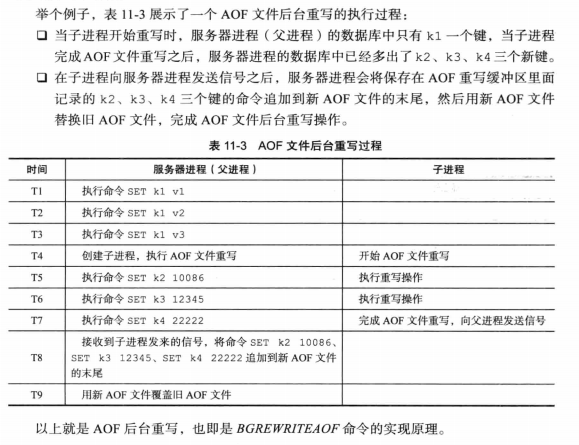 举个例子，表 11-3 展示了一个 AOF 文件后台重写的执行过程：
❑ 当子进程开始重写时，服务器进程（父进程）的数据库中只有 k1 一个键，当子进程
完成 AOF 文件重写之后，服务器进程的数据库中已经多出了 k2、k3、k4 三个新键。
❑ 在子进程向服务器进程发送信号之后，服务器进程会将保存在 AOF 重写缓冲区里面
记录的 k2、k3、k4 三个键的命令追加到新 AOF 文件的末尾，然后用新 AOF 文件
替换旧 AOF 文件，完成 AOF 文件后台重写操作。
表 11-3 AOF 文件后台重写过程
时间 服务器进程（父进程） 子进程
T1 执行命令 SET k1 v1
T2 执行命令 SET k1 v2
T3 执行命令 SET k1 v3
T4 创建子进程，执行 AOF 文件重写 开始 AOF 文件重写
T5 执行命令 SET k2 10086 执行重写操作
T6 执行命令 SET k3 12345 执行重写操作
T7 执行命令 SET k4 22222 完成 AOF 文件重写，向父进程发送信号
接收到子进程发来的信号，将命令 SET k2 10086、
T8 SET k3 12345、SET k4 22222 追加到新 AOF 文件
的末尾
T9 用新 AOF 文件覆盖旧 AOF 文件
以上就是 AOF 后台重写，也即是 BGREWRITEAOF 命令的实现原理。